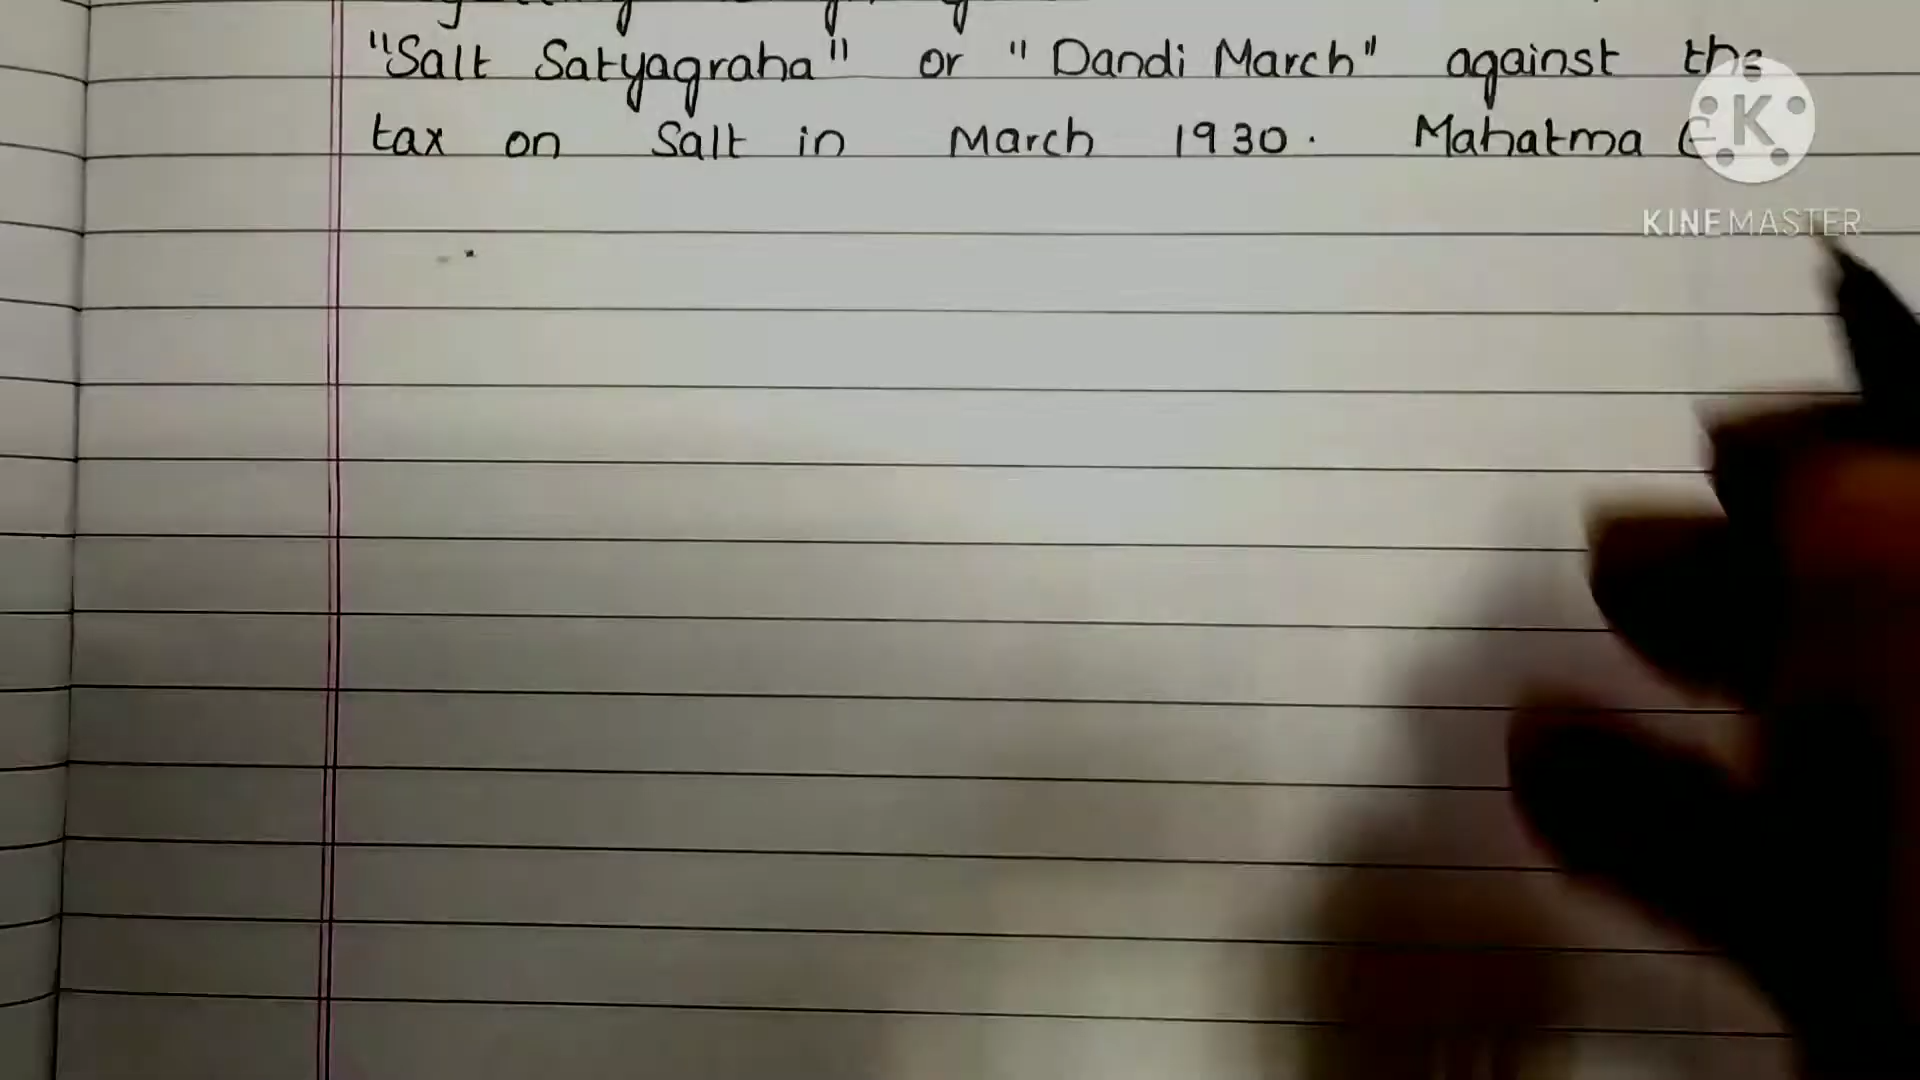 "Salt Satyagraha" or "Dandi March" against the
tax on Salt in March 1930. Mahatma
K
KINEMASTER